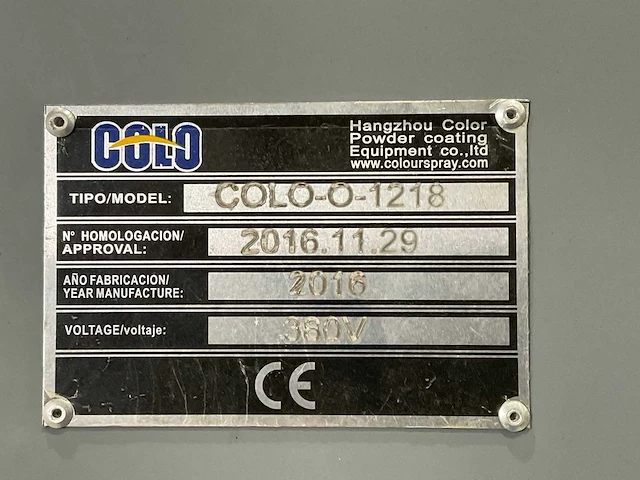 COLO
Hangzhou Color
Powder coating
Equipment co.,ltd
www.colourspray.com
TIPO/MODEL: COLO-O-1218
N° HOMOLOGACION/
APPROVAL: 2016.11.29
AÑO FABRICACION/
YEAR MANUFACTURE: 2016
VOLTAGE/voltaje: 380V
CE